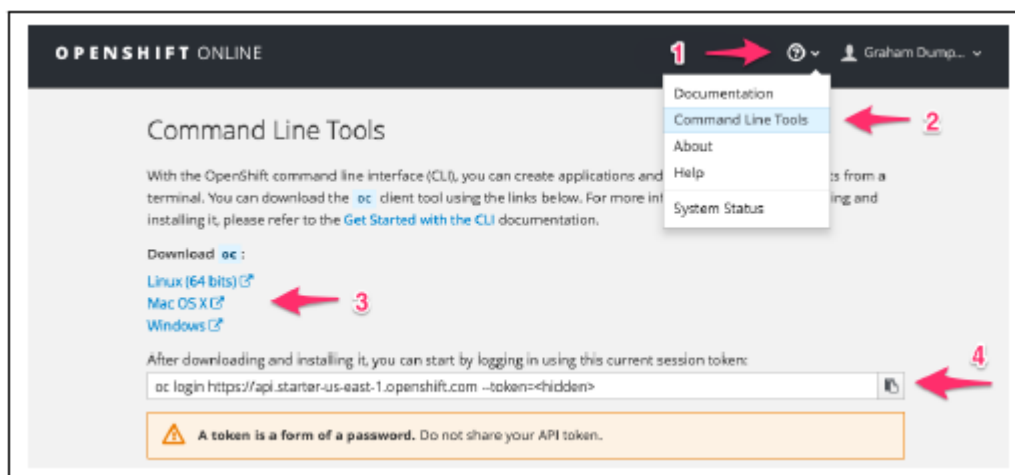 OPENSHIFT ONLINE
1
Graham Dump...
Documentation
Command Line Tools
2
About
Help
System Status
Command Line Tools
With the OpenShift command line interface (CLI), you can create applications and
ts from a
terminal. You can download the oc client tool using the links below. For more in
ing and
installing it, please refer to the Get Started with the CLI documentation.
Download oc :
Linux (64 bits)
Mac OS X
3
Windows
After downloading and installing it, you can start by logging in using this current session token:
4
oc login https://api.starter-us-east-1.openshift.com --token=<hidden>
A token is a form of a password. Do not share your API token.